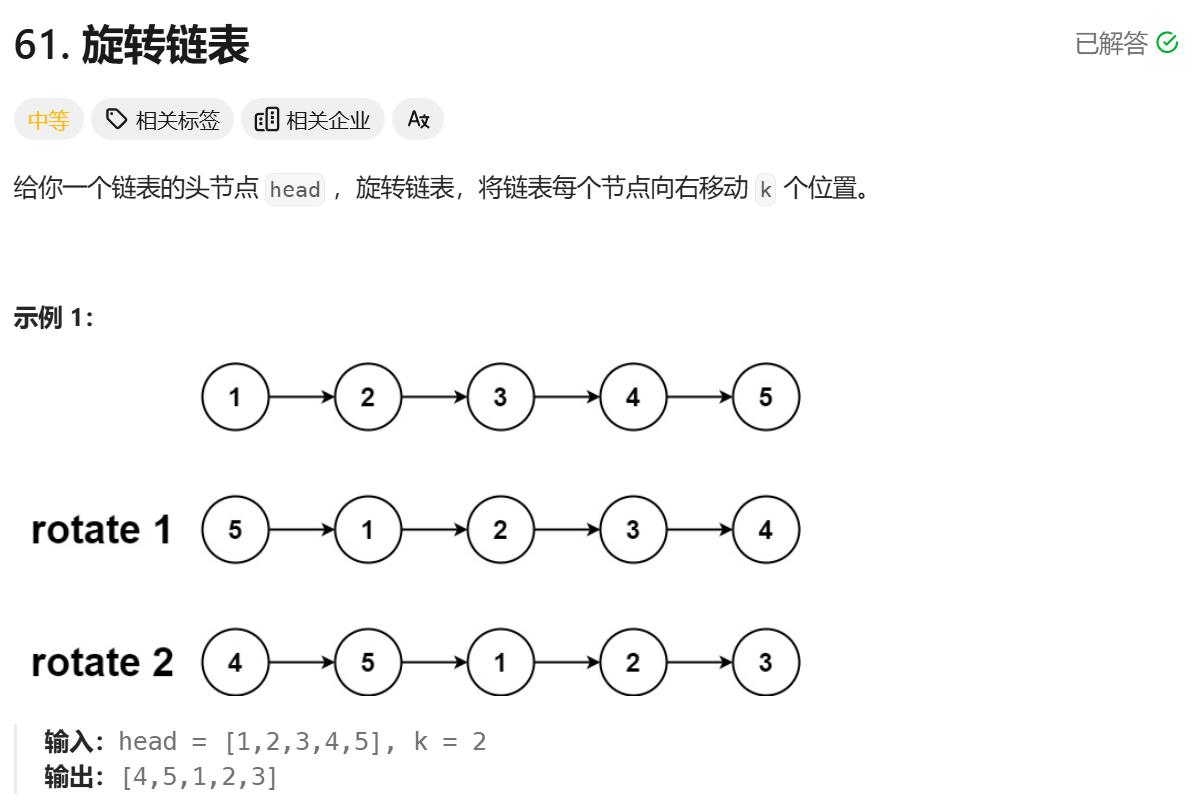 61. 旋转链表 已解答
中等 相关标签 相关企业 A文
给你一个链表的头节点 head ，旋转链表，将链表每个节点向右移动 k 个位置。
示例 1：
1 2 3 4 5
rotate 1 5 1 2 3 4
rotate 2 4 5 1 2 3
输入：head = [1,2,3,4,5], k = 2
输出：[4,5,1,2,3]